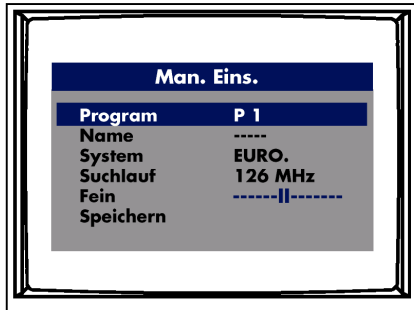 Man. Eins.
Program P 1
Name -----
System EURO.
Suchlauf 126 MHz
Fein ------||-------
Speichern